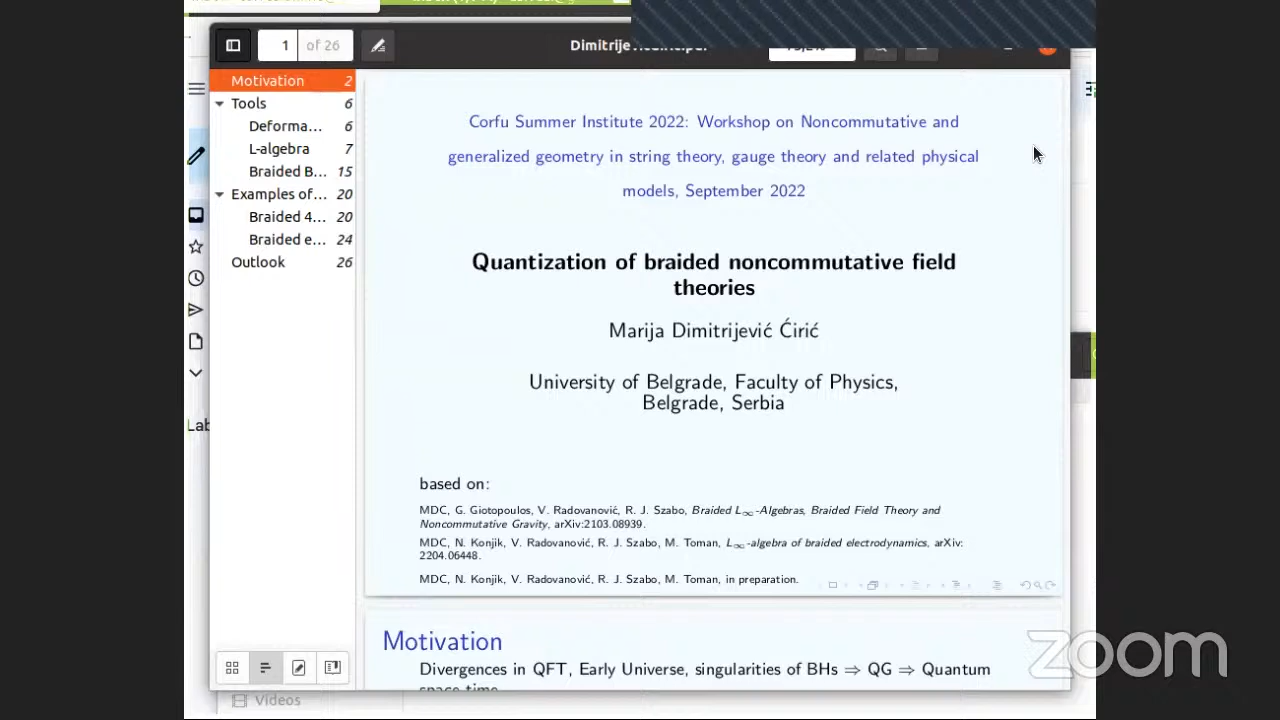 1 of 26
Dimitrije
Motivation 2
Tools 6
Deforma... 6
L-algebra 7
Braided B... 15
Examples of... 20
Braided 4... 20
Braided e... 24
Outlook 26
Corfu Summer Institute 2022: Workshop on Noncommutative and
generalized geometry in string theory, gauge theory and related physical
models, September 2022
Quantization of braided noncommutative field
theories
Marija Dimitrijević Ćirić
University of Belgrade, Faculty of Physics,
Belgrade, Serbia
based on:
MDC, G. Giotopoulos, V. Radovanović, R. J. Szabo, Braided L∞-Algebras, Braided Field Theory and
Noncommutative Gravity, arXiv:2103.08939.
MDC, N. Konjik, V. Radovanović, R. J. Szabo, M. Toman, L∞-algebra of braided electrodynamics, arXiv:
2204.06448.
MDC, N. Konjik, V. Radovanović, R. J. Szabo, M. Toman, in preparation.
Motivation
Divergences in QFT, Early Universe, singularities of BHs ⇒ QG ⇒ Quantum
space-time
Lab
Videos
zoom